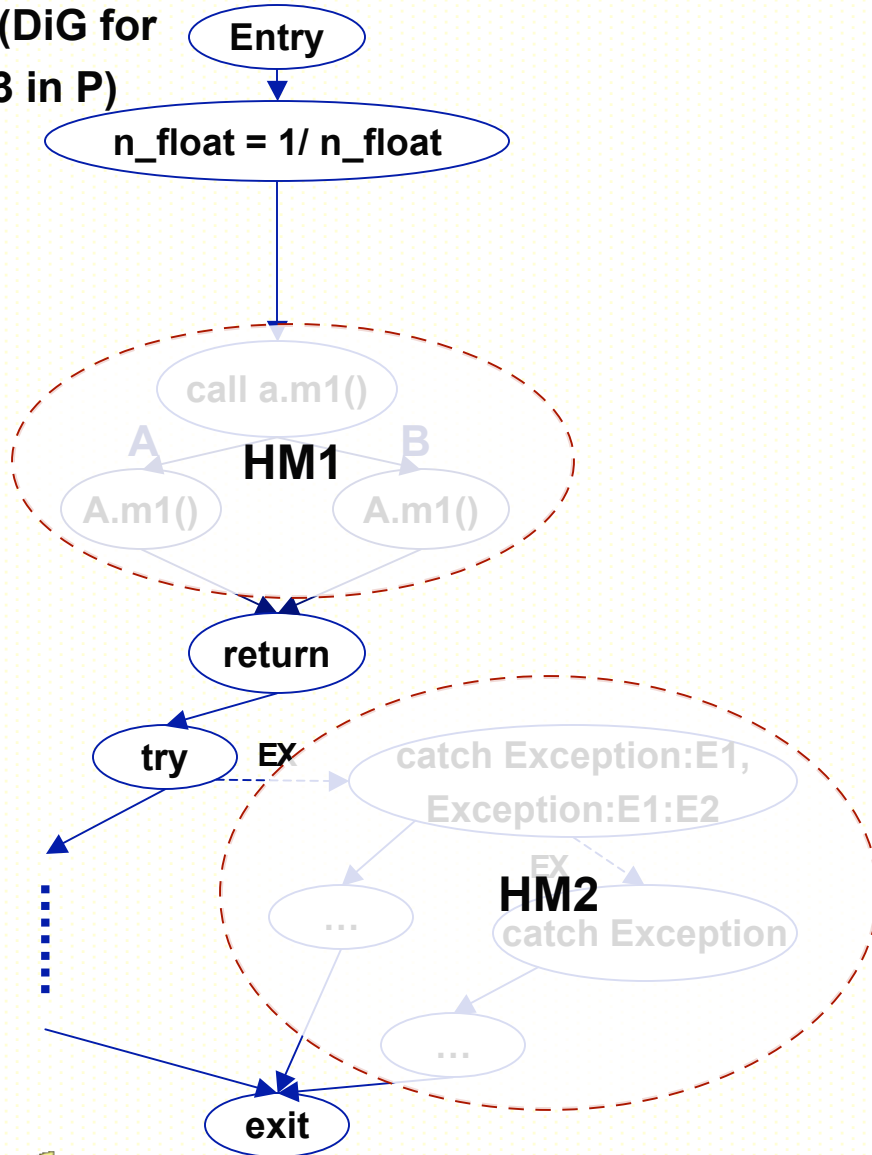 (DiG for
3 in P)
Entry
n_float = 1/ n_float
call a.m1()
A
B
HM1
A.m1()
A.m1()
return
try
EX
catch Exception:E1,
Exception:E1:E2
EX
HM2
...
catch Exception
...
exit